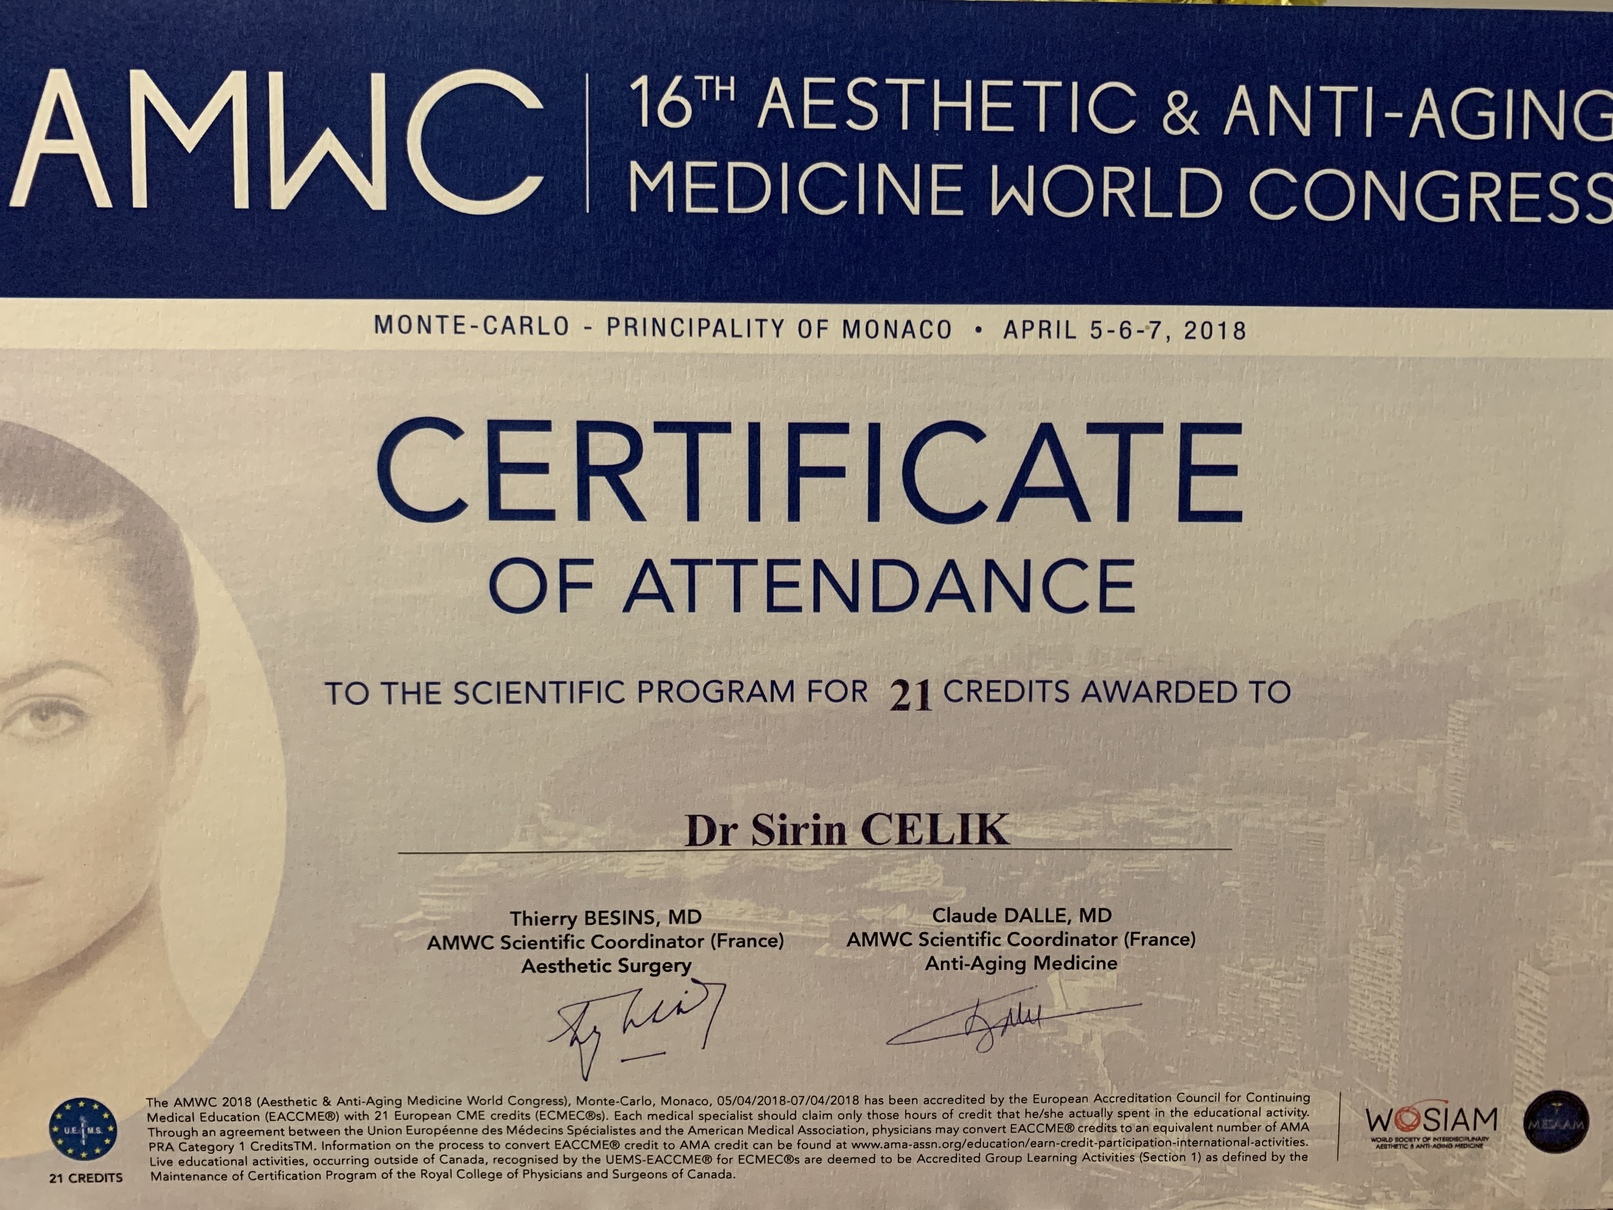 AMWC
16TH AESTHETIC & ANTI-AGING
MEDICINE WORLD CONGRESS
MONTE-CARLO - PRINCIPALITY OF MONACO • APRIL 5-6-7, 2018
CERTIFICATE
OF ATTENDANCE
TO THE SCIENTIFIC PROGRAM FOR 21 CREDITS AWARDED TO
Dr Sirin CELIK
Thierry BESINS, MD
AMWC Scientific Coordinator (France)
Aesthetic Surgery
Claude DALLE, MD
AMWC Scientific Coordinator (France)
Anti-Aging Medicine
U.E.M.S.
21 CREDITS
The AMWC 2018 (Aesthetic & Anti-Aging Medicine World Congress), Monte-Carlo, Monaco, 05/04/2018-07/04/2018 has been accredited by the European Accreditation Council for Continuing
Medical Education (EACCME®) with 21 European CME credits (ECMEC®s). Each medical specialist should claim only those hours of credit that he/she actually spent in the educational activity.
Through an agreement between the Union Européenne des Médecins Spécialistes and the American Medical Association, physicians may convert EACCME® credits to an equivalent number of AMA
PRA Category 1 CreditsTM. Information on the process to convert EACCME® credit to AMA credit can be found at www.ama-assn.org/education/earn-credit-participation-international-activities.
Live educational activities, occurring outside of Canada, recognised by the UEMS-EACCME® for ECMEC®s are deemed to be Accredited Group Learning Activities (Section 1) as defined by the
Maintenance of Certification Program of the Royal College of Physicians and Surgeons of Canada.
WOSIAM
WORLD SOCIETY OF INTERDISCIPLINARY
AESTHETIC & ANTI-AGING MEDICINE